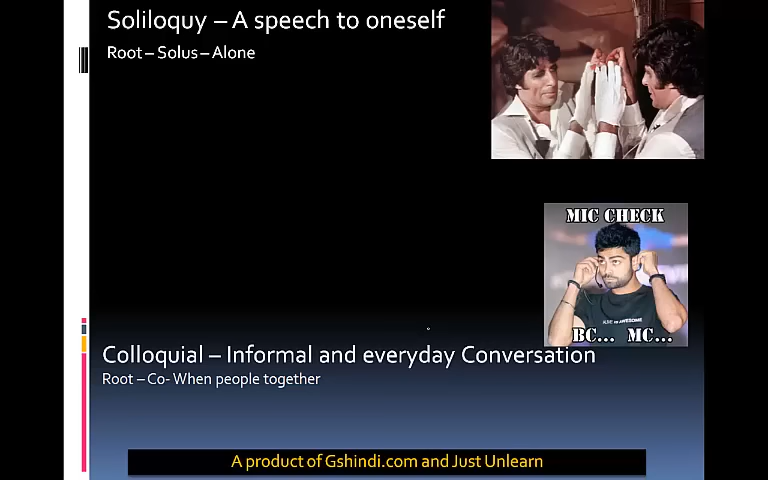 Soliloquy – A speech to oneself
Root – Solus – Alone
MIC CHECK
BC... MC...
Colloquial – Informal and everyday Conversation
Root – Co- When people together
A product of Gshindi.com and Just Unlearn